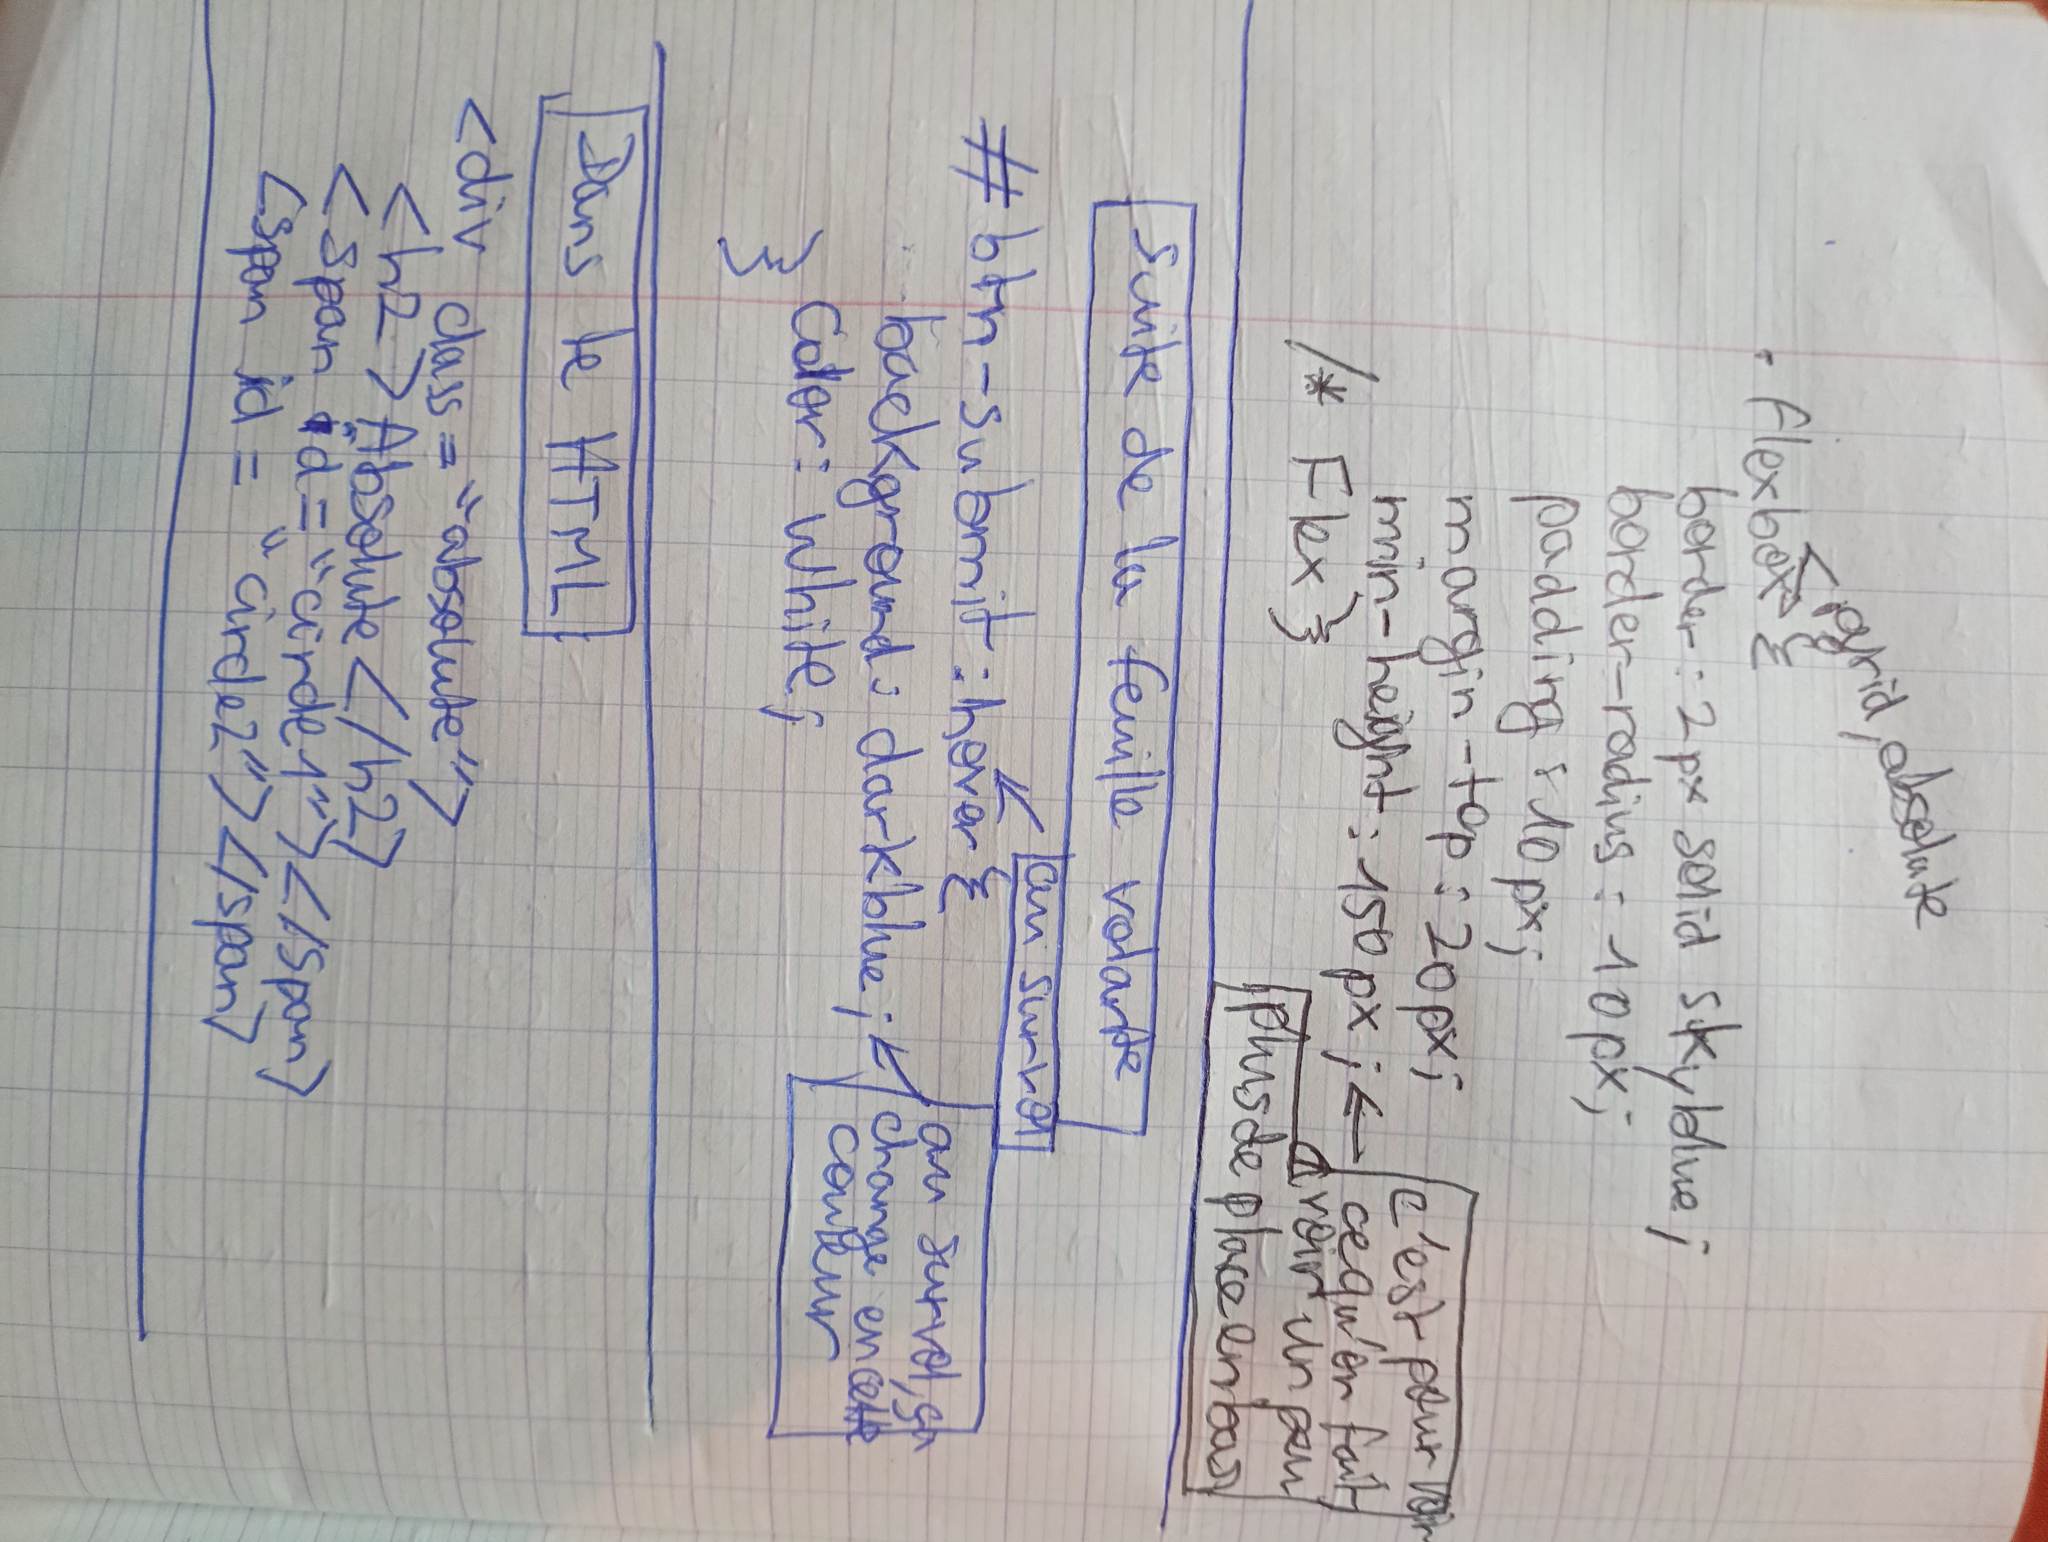 , grid, absolute
. flexbox {
border : 2px solid skyblue ;
border-radius : 10px ;
padding : 10px ;
margin-top : 20px ;
min-height : 150px ; ←
c'est pour voir
ce qu'on fait,
avoir un peu
plus de place en bas
/* Flex }
Suite de la feuille volante
au survol
# btn-submit : hover {
background : darkblue ; ←
au survol, on
change en cette
couleur
Color : White ;
}
Dans le HTML
<div class = "absolute">
<h2> Absolute </h2>
<span id = "circle1"></span>
<span id = "circle2"></span>